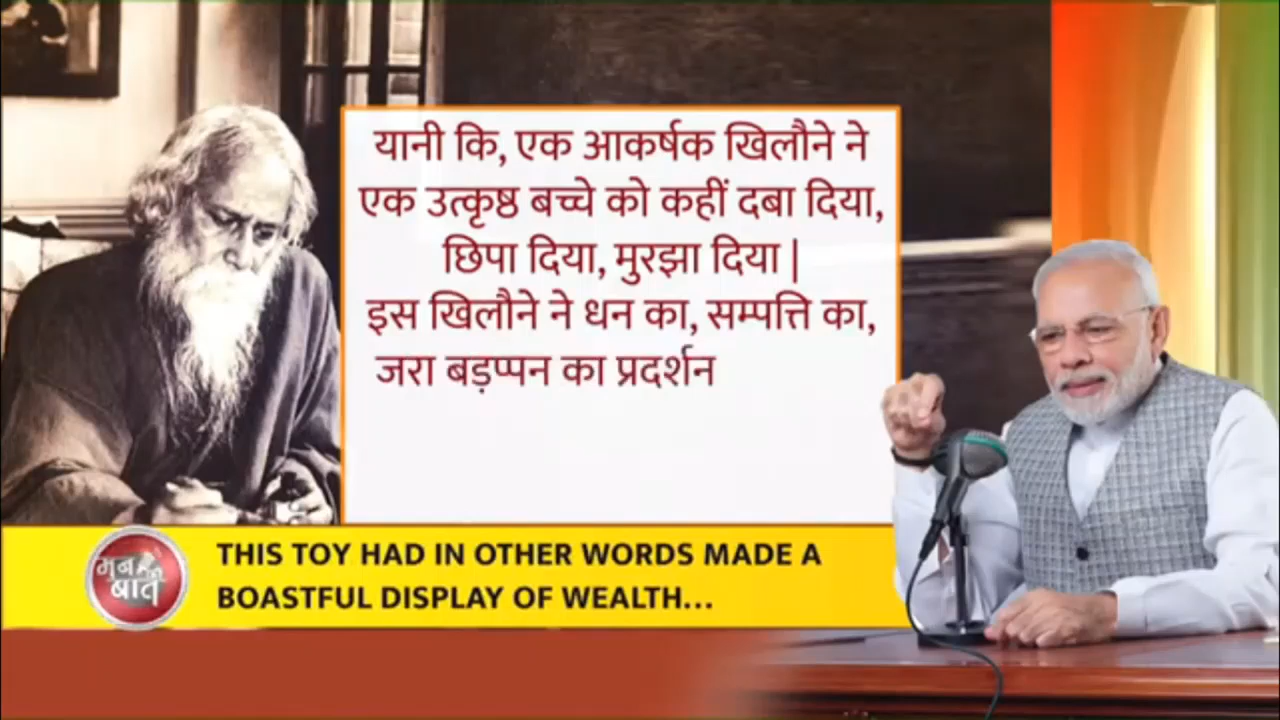 यानी कि, एक आकर्षक खिलौने ने
एक उत्कृष्ठ बच्चे को कहीं दबा दिया,
छिपा दिया, मुरझा दिया |
इस खिलौने ने धन का, सम्पत्ति का,
जरा बड़प्पन का प्रदर्शन
मन की
बात
THIS TOY HAD IN OTHER WORDS MADE A
BOASTFUL DISPLAY OF WEALTH...